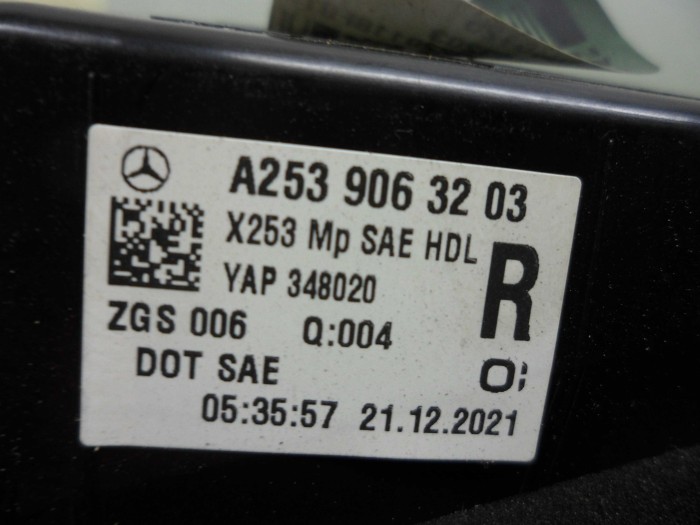 A253 906 32 03
X253 Mp SAE HDL
YAP 348020
R
ZGS 006 Q:004
DOT SAE
05:35:57 21.12.2021